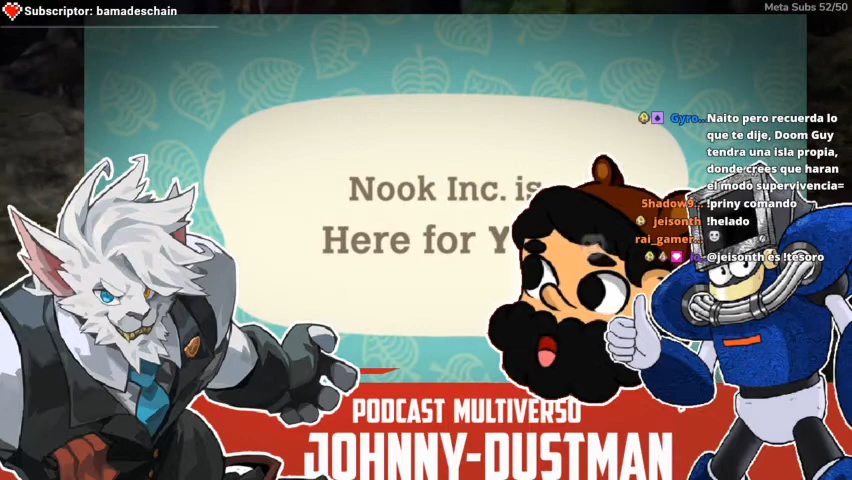 Subscriptor: bamadeschain
Meta Subs 52/50
Nook Inc. is
Here for Y
Gyro... Naito pero recuerda lo
que te dije, Doom Guy
tendra una isla propia,
donde crees que haran
el modo supervivencia=
5hadow9... !priny comando
jeisonth !helado
rai_gamer...
@jeisonth es !tesoro
PODCAST MULTIVERSO
JOHNNY-DUSTMAN